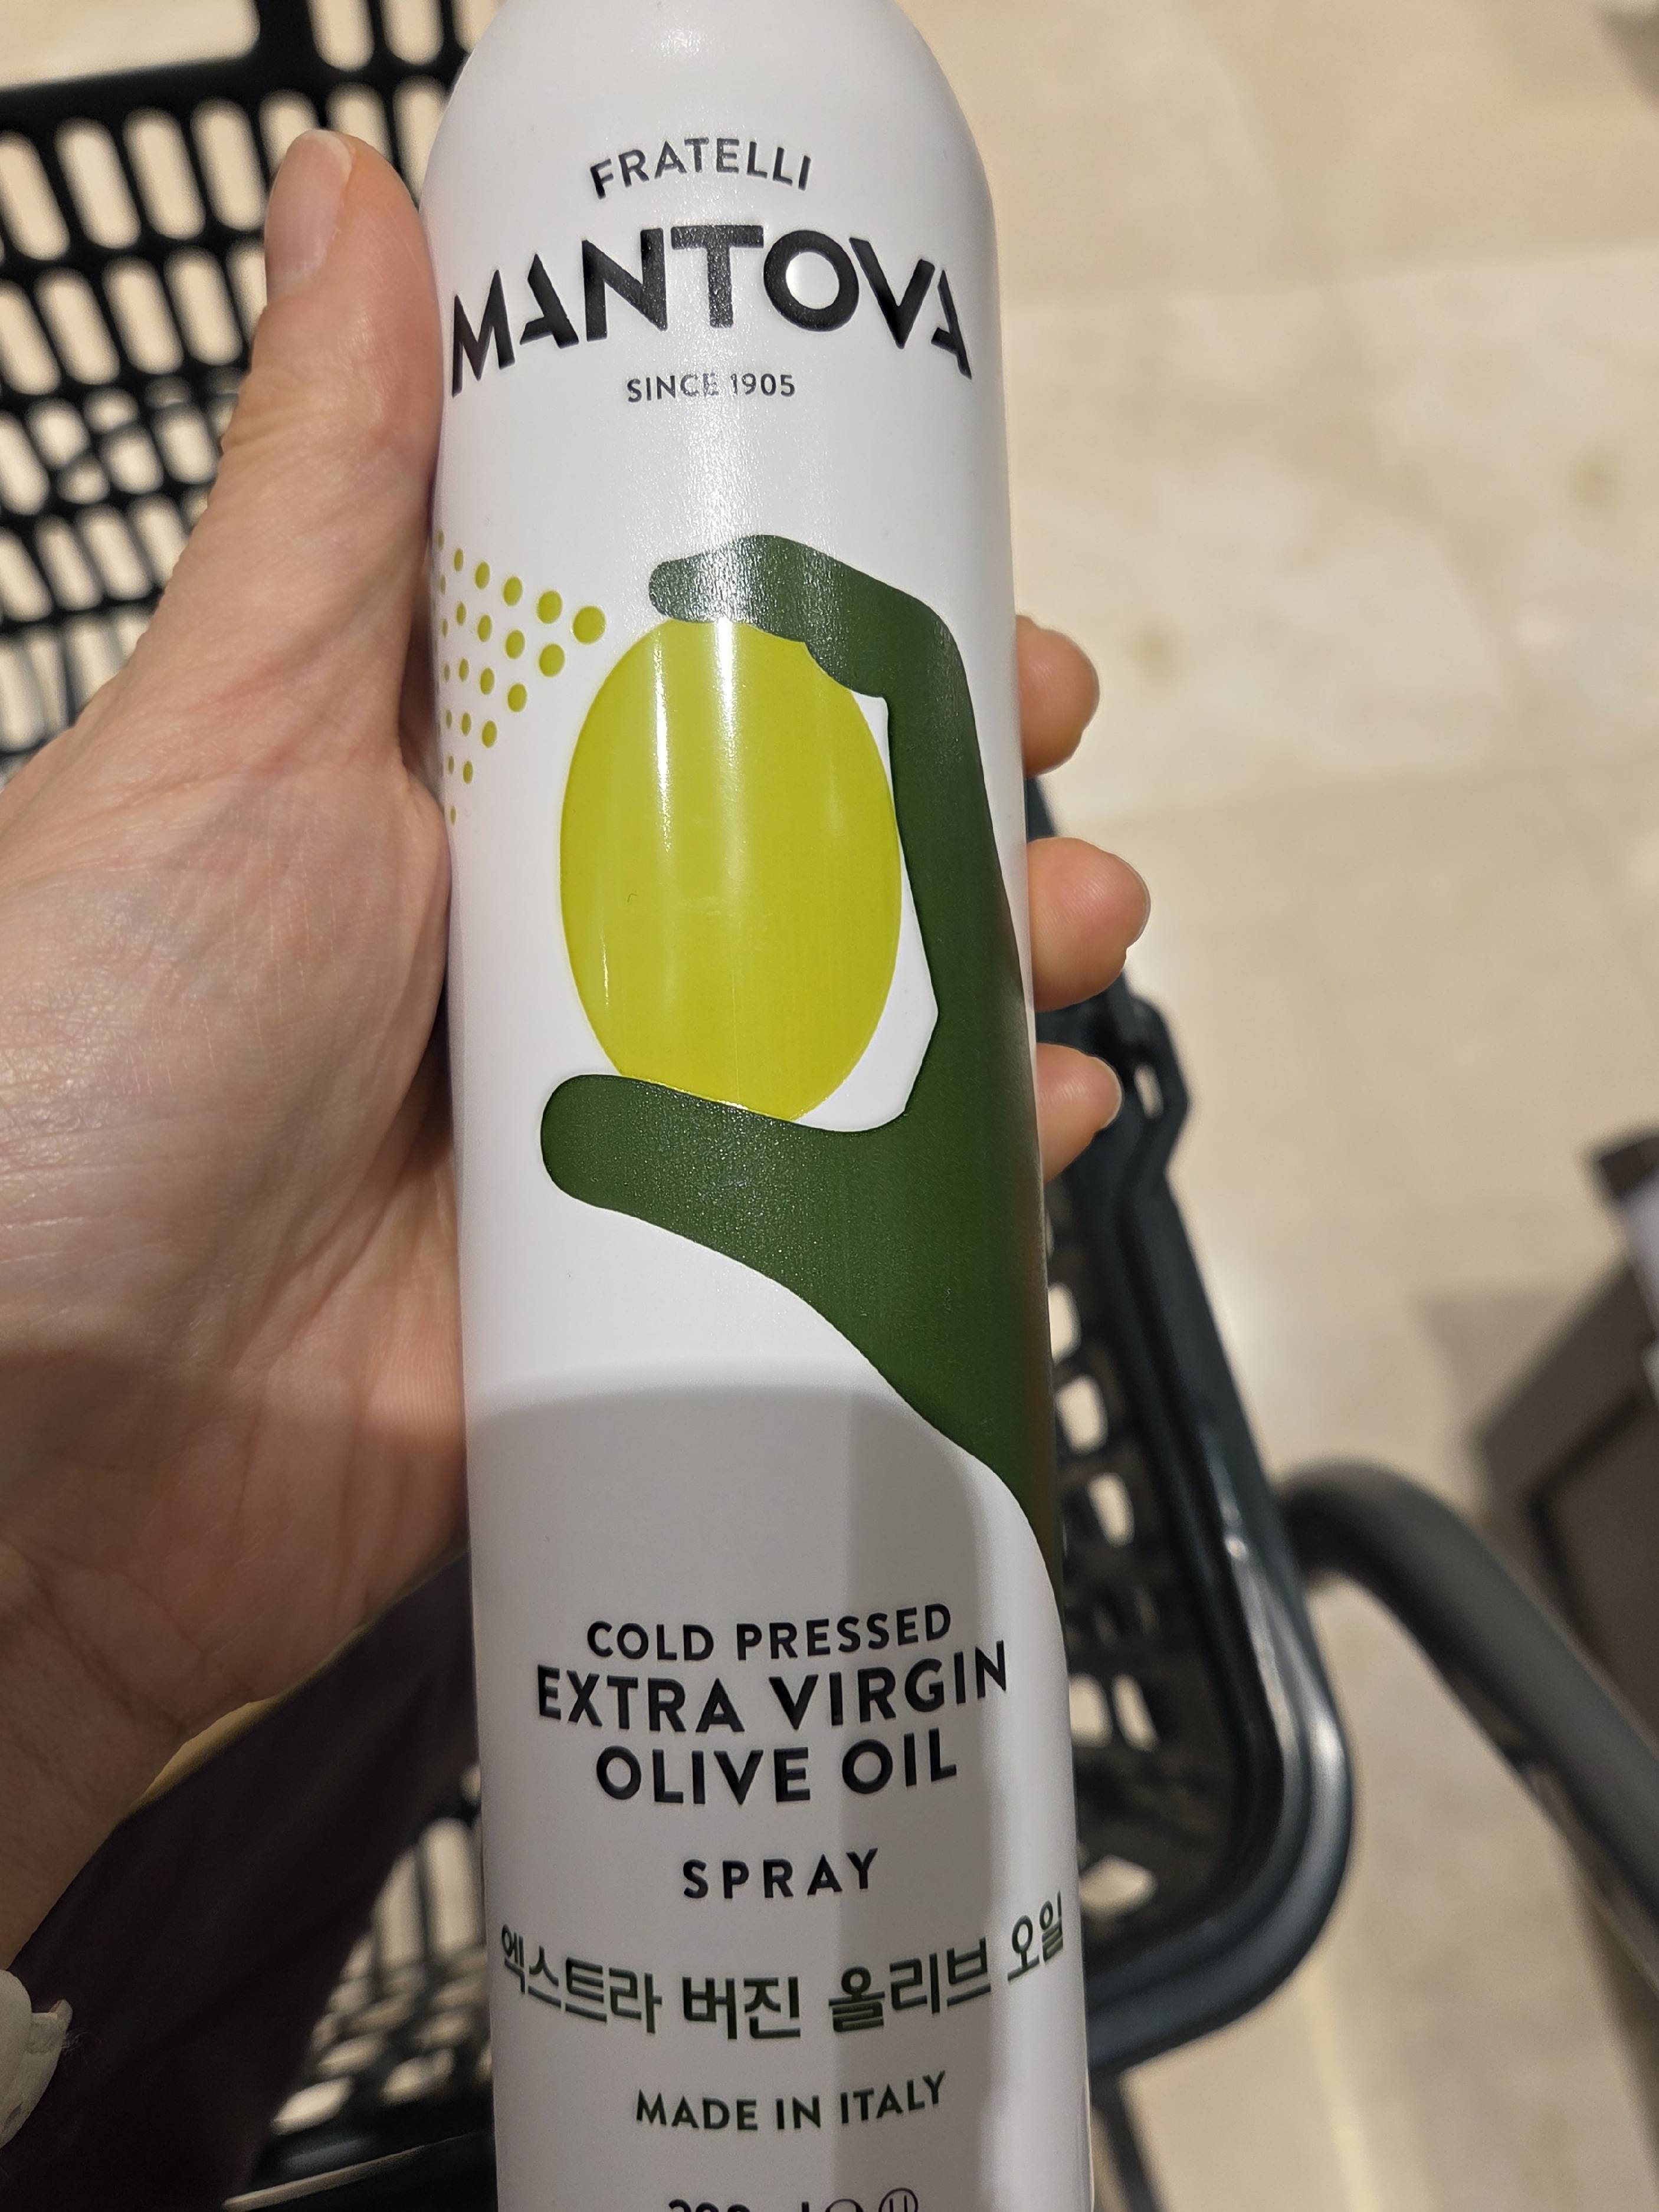 FRATELLI
MANTOVA
SINCE 1905
COLD PRESSED
EXTRA VIRGIN
OLIVE OIL
SPRAY
엑스트라 버진 올리브 오일
MADE IN ITALY